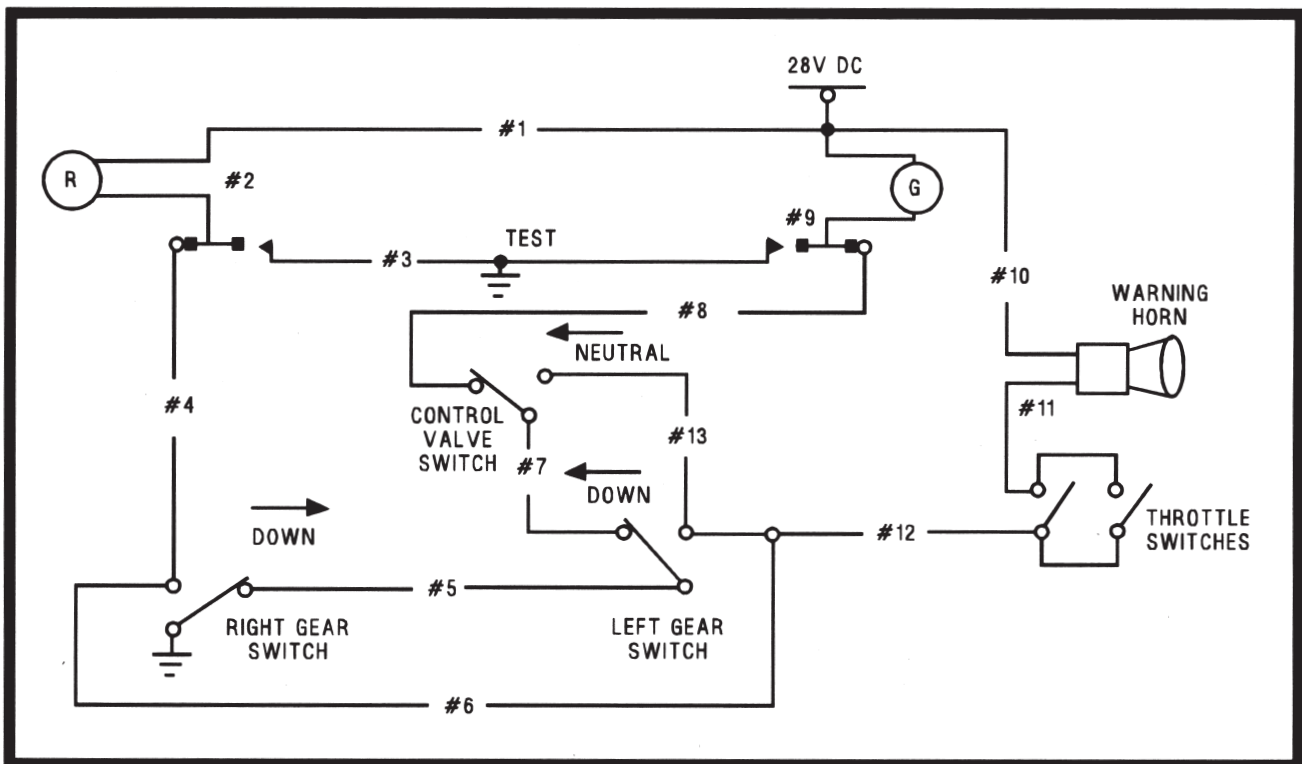 28V DC
#1
R
#2
G
#9
TEST
#3
#10
#8
WARNING
HORN
NEUTRAL
#4
#11
CONTROL
VALVE
SWITCH
#13
#7
DOWN
DOWN
#12
THROTTLE
SWITCHES
#5
RIGHT GEAR
SWITCH
LEFT GEAR
SWITCH
#6